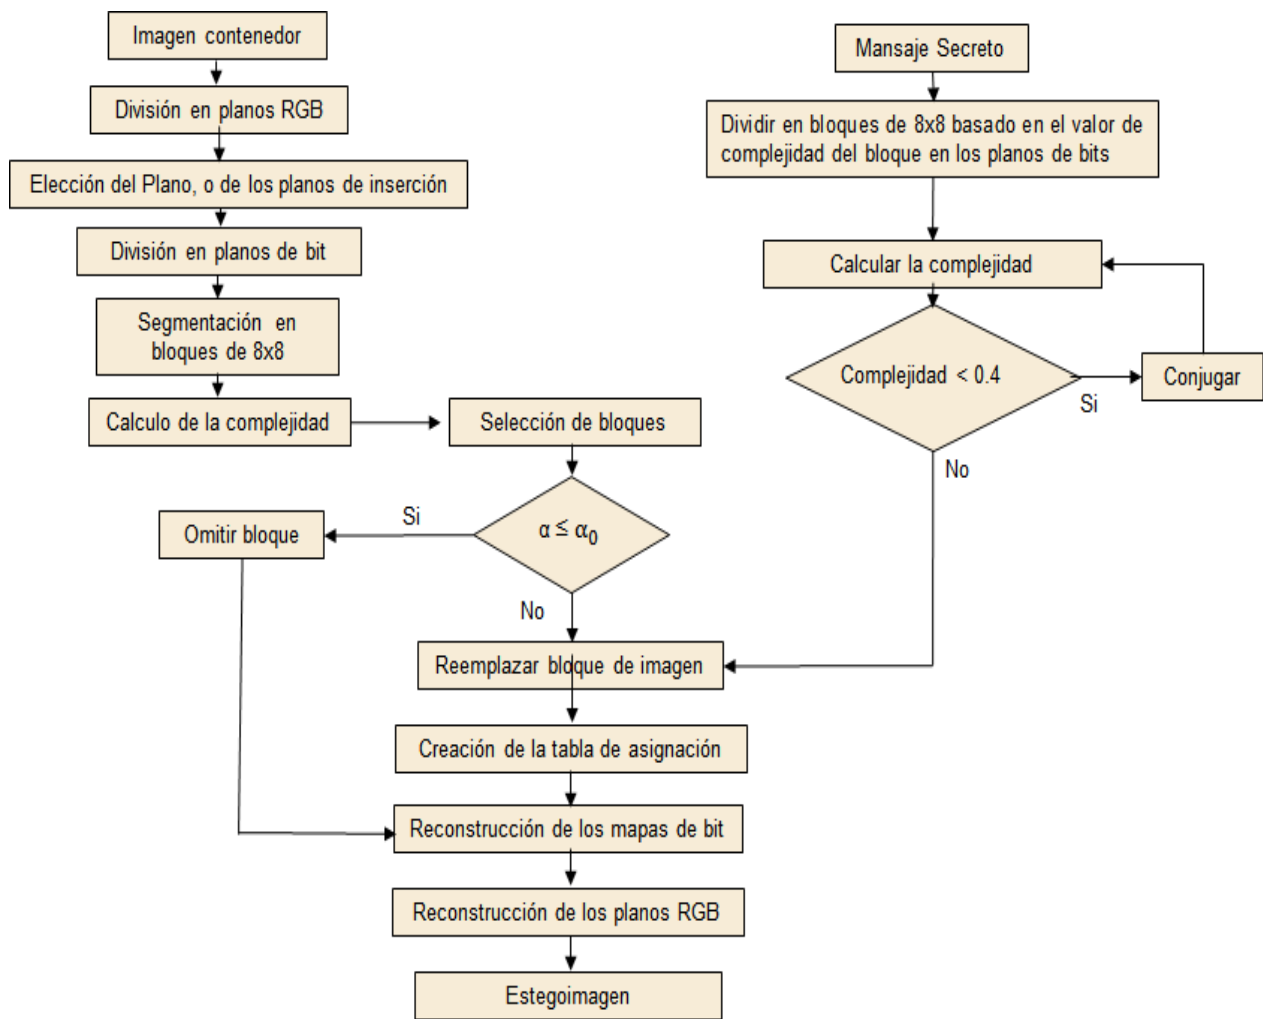 Imagen contenedor
División en planos RGB
Elección del Plano, o de los planos de inserción
División en planos de bit
Segmentación en
bloques de 8x8
Calculo de la complejidad
Selección de bloques
α ≤ α0
Si
Omitir bloque
No
Mansaje Secreto
Dividir en bloques de 8x8 basado en el valor de
complejidad del bloque en los planos de bits
Calcular la complejidad
Complejidad < 0.4
Si
Conjugar
No
Reemplazar bloque de imagen
Creación de la tabla de asignación
Reconstrucción de los mapas de bit
Reconstrucción de los planos RGB
Estegoimagen